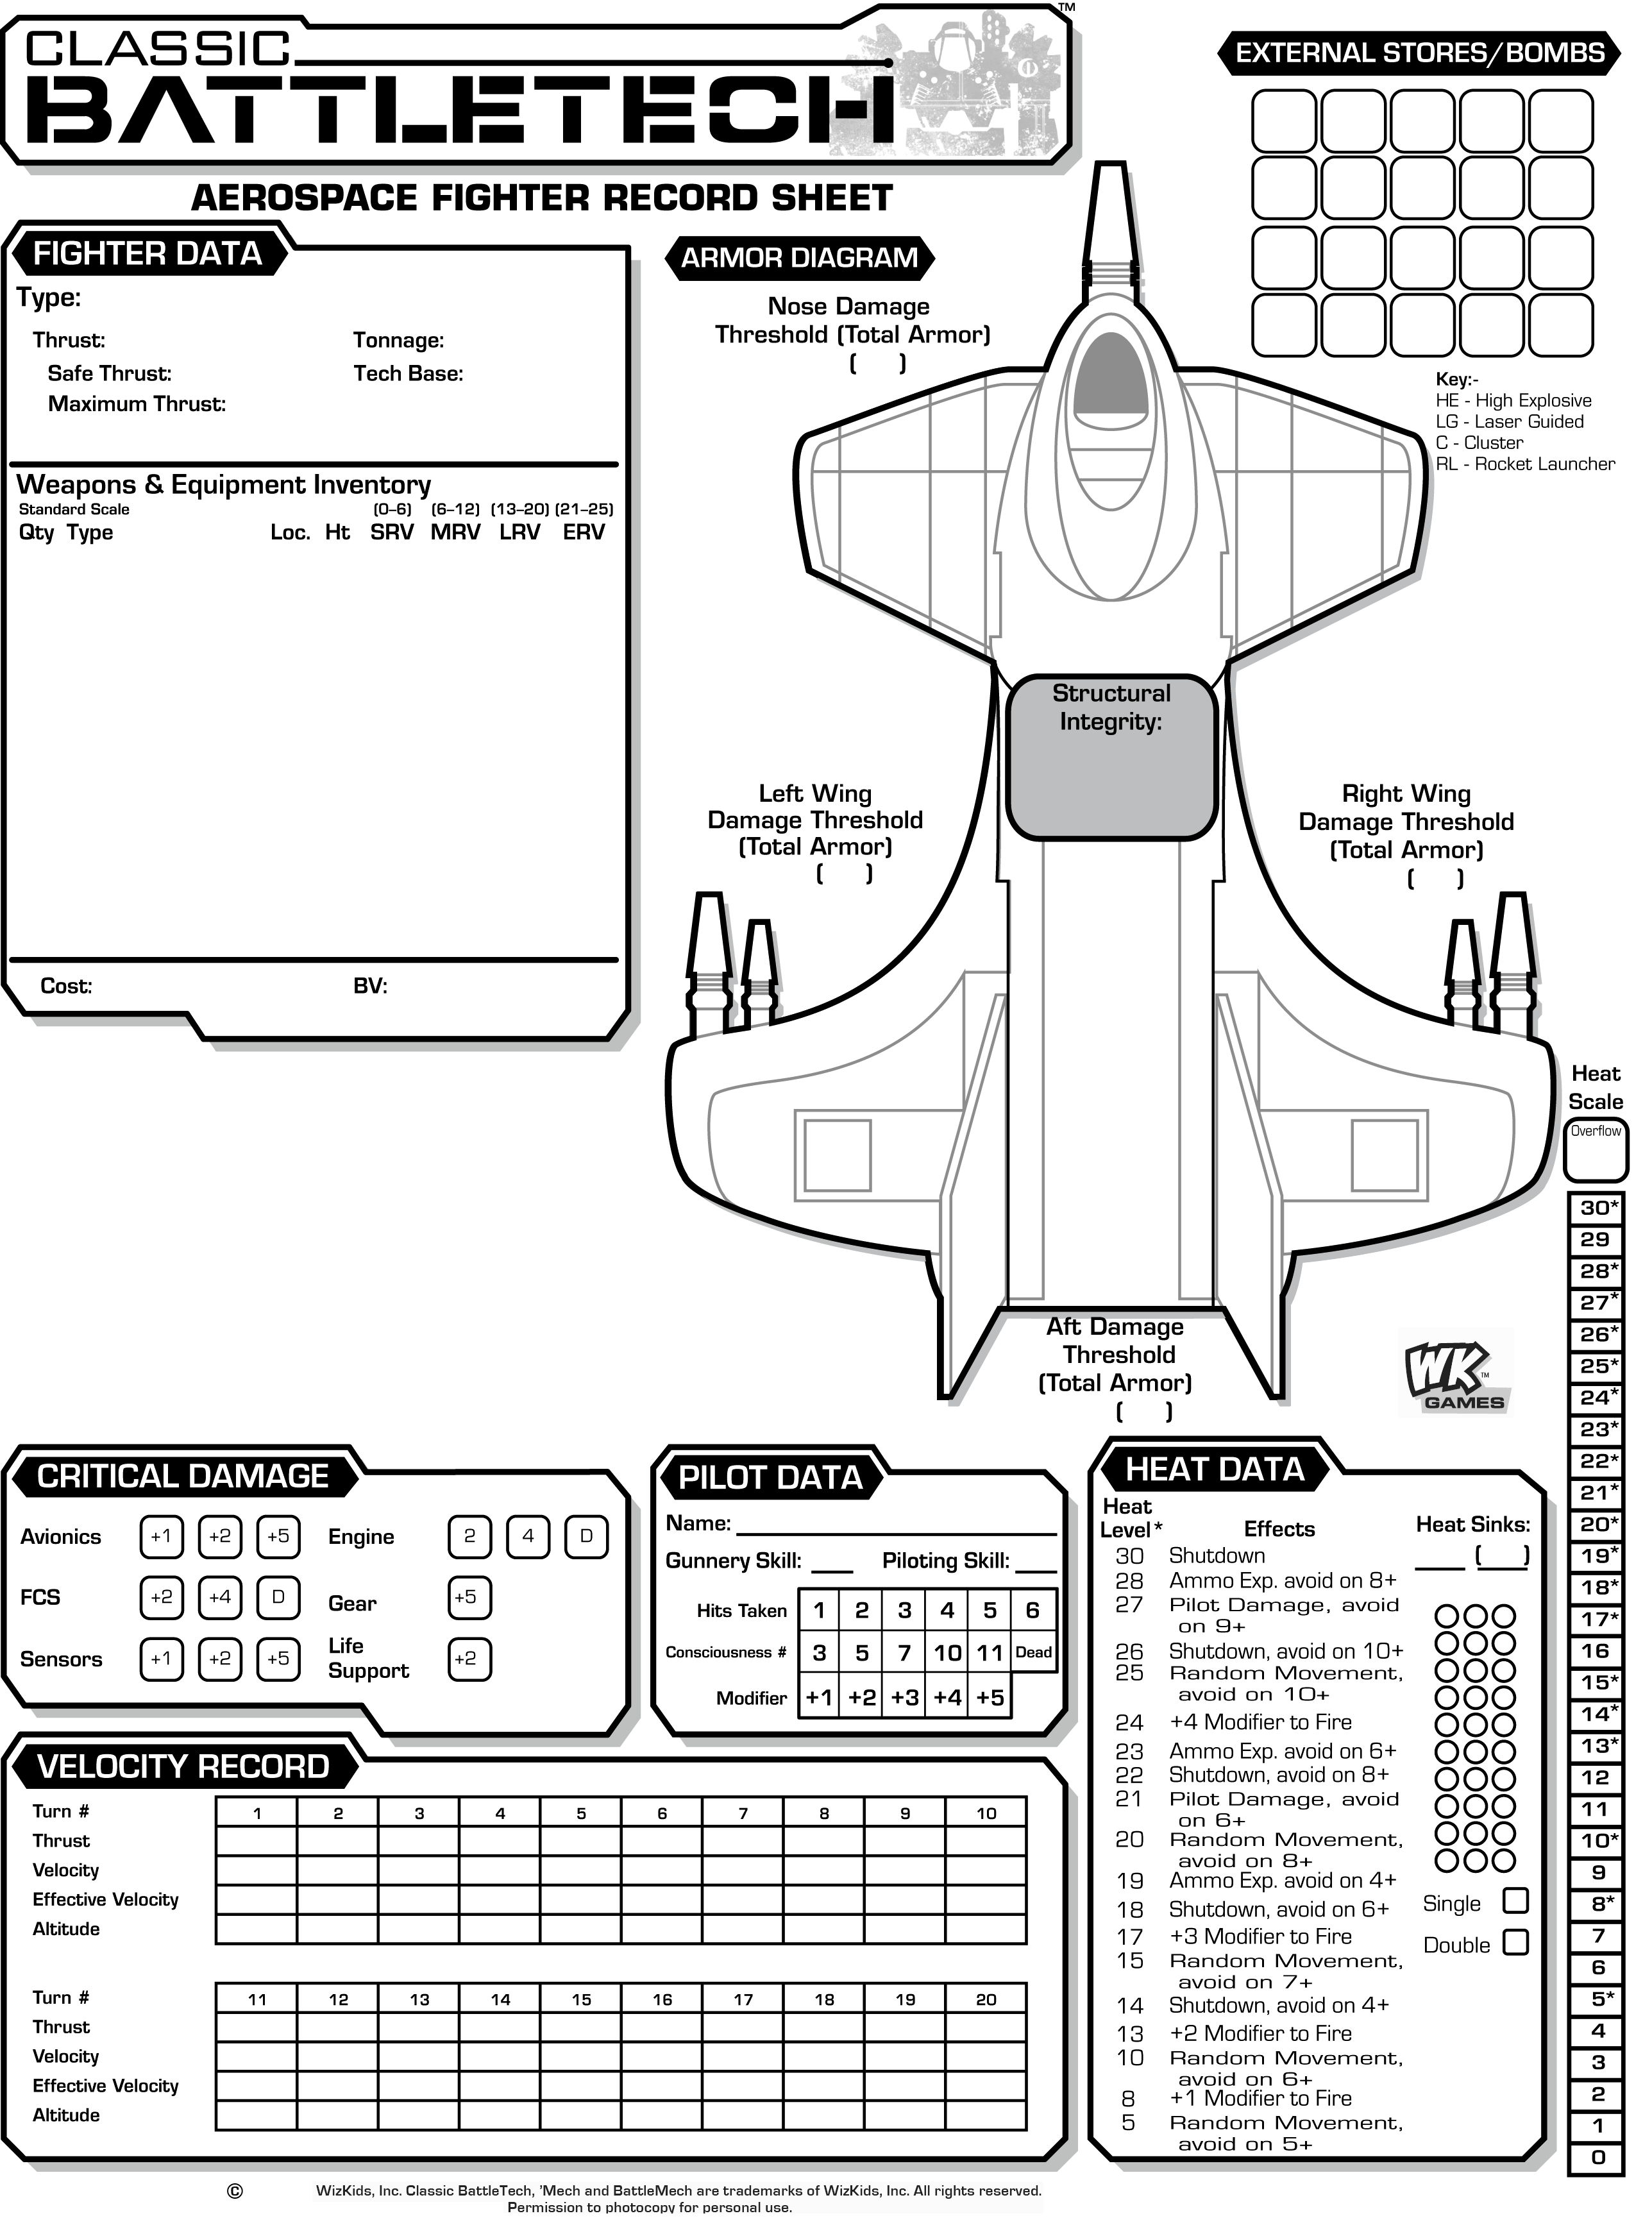 CLASSIC
BATTLETECH
™
AEROSPACE FIGHTER RECORD SHEET
EXTERNAL STORES/BOMBS
Key:-
HE - High Explosive
LG - Laser Guided
C - Cluster
RL - Rocket Launcher
FIGHTER DATA
Type:
Thrust: Tonnage:
Safe Thrust: Tech Base:
Maximum Thrust:
Weapons & Equipment Inventory
Standard Scale (0–6) (6–12) (13–20) (21–25)
Qty Type Loc. Ht SRV MRV LRV ERV
Cost: BV:
ARMOR DIAGRAM
Nose Damage
Threshold (Total Armor)
( )
Structural
Integrity:
Left Wing
Damage Threshold
(Total Armor)
( )
Right Wing
Damage Threshold
(Total Armor)
( )
Aft Damage
Threshold
(Total Armor)
( )
WK™
GAMES
Heat
Scale
Overflow
30*
29
28*
27*
26*
25*
24*
23*
22*
21*
20*
19*
18*
17*
16
15*
14*
13*
12
11
10*
9
8*
7
6
5*
4
3
2
1
0
CRITICAL DAMAGE
Avionics +1 +2 +5 Engine 2 4 D
FCS +2 +4 D Gear +5
Sensors +1 +2 +5 Life
Support +2
PILOT DATA
Name:
Gunnery Skill: Piloting Skill:
Hits Taken 1 2 3 4 5 6
Consciousness # 3 5 7 10 11 Dead
Modifier +1 +2 +3 +4 +5
HEAT DATA
Heat
Level* Effects Heat Sinks:
30 Shutdown ( )
28 Ammo Exp. avoid on 8+
27 Pilot Damage, avoid
on 9+
26 Shutdown, avoid on 10+
25 Random Movement,
avoid on 10+
24 +4 Modifier to Fire
23 Ammo Exp. avoid on 6+
22 Shutdown, avoid on 8+
21 Pilot Damage, avoid
on 6+
20 Random Movement,
avoid on 8+
19 Ammo Exp. avoid on 4+
18 Shutdown, avoid on 6+
17 +3 Modifier to Fire
15 Random Movement,
avoid on 7+
14 Shutdown, avoid on 4+
13 +2 Modifier to Fire
10 Random Movement,
avoid on 6+
8 +1 Modifier to Fire
5 Random Movement,
avoid on 5+
Single
Double
VELOCITY RECORD
Turn # 1 2 3 4 5 6 7 8 9 10
Thrust
Velocity
Effective Velocity
Altitude
Turn # 11 12 13 14 15 16 17 18 19 20
Thrust
Velocity
Effective Velocity
Altitude
© WizKids, Inc. Classic BattleTech, 'Mech and BattleMech are trademarks of WizKids, Inc. All rights reserved.
Permission to photocopy for personal use.